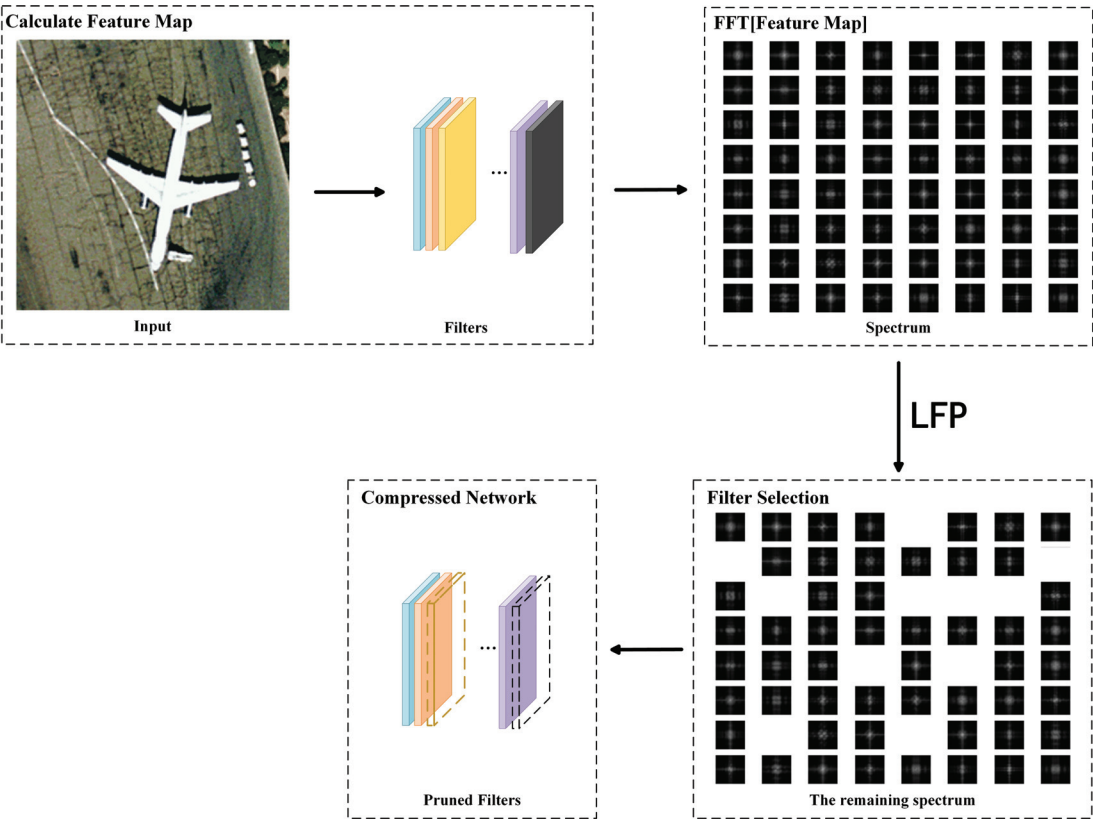 Calculate Feature Map
Input
...
Filters
FFT[Feature Map]
Spectrum
LFP
Filter Selection
The remaining spectrum
Compressed Network
...
Pruned Filters